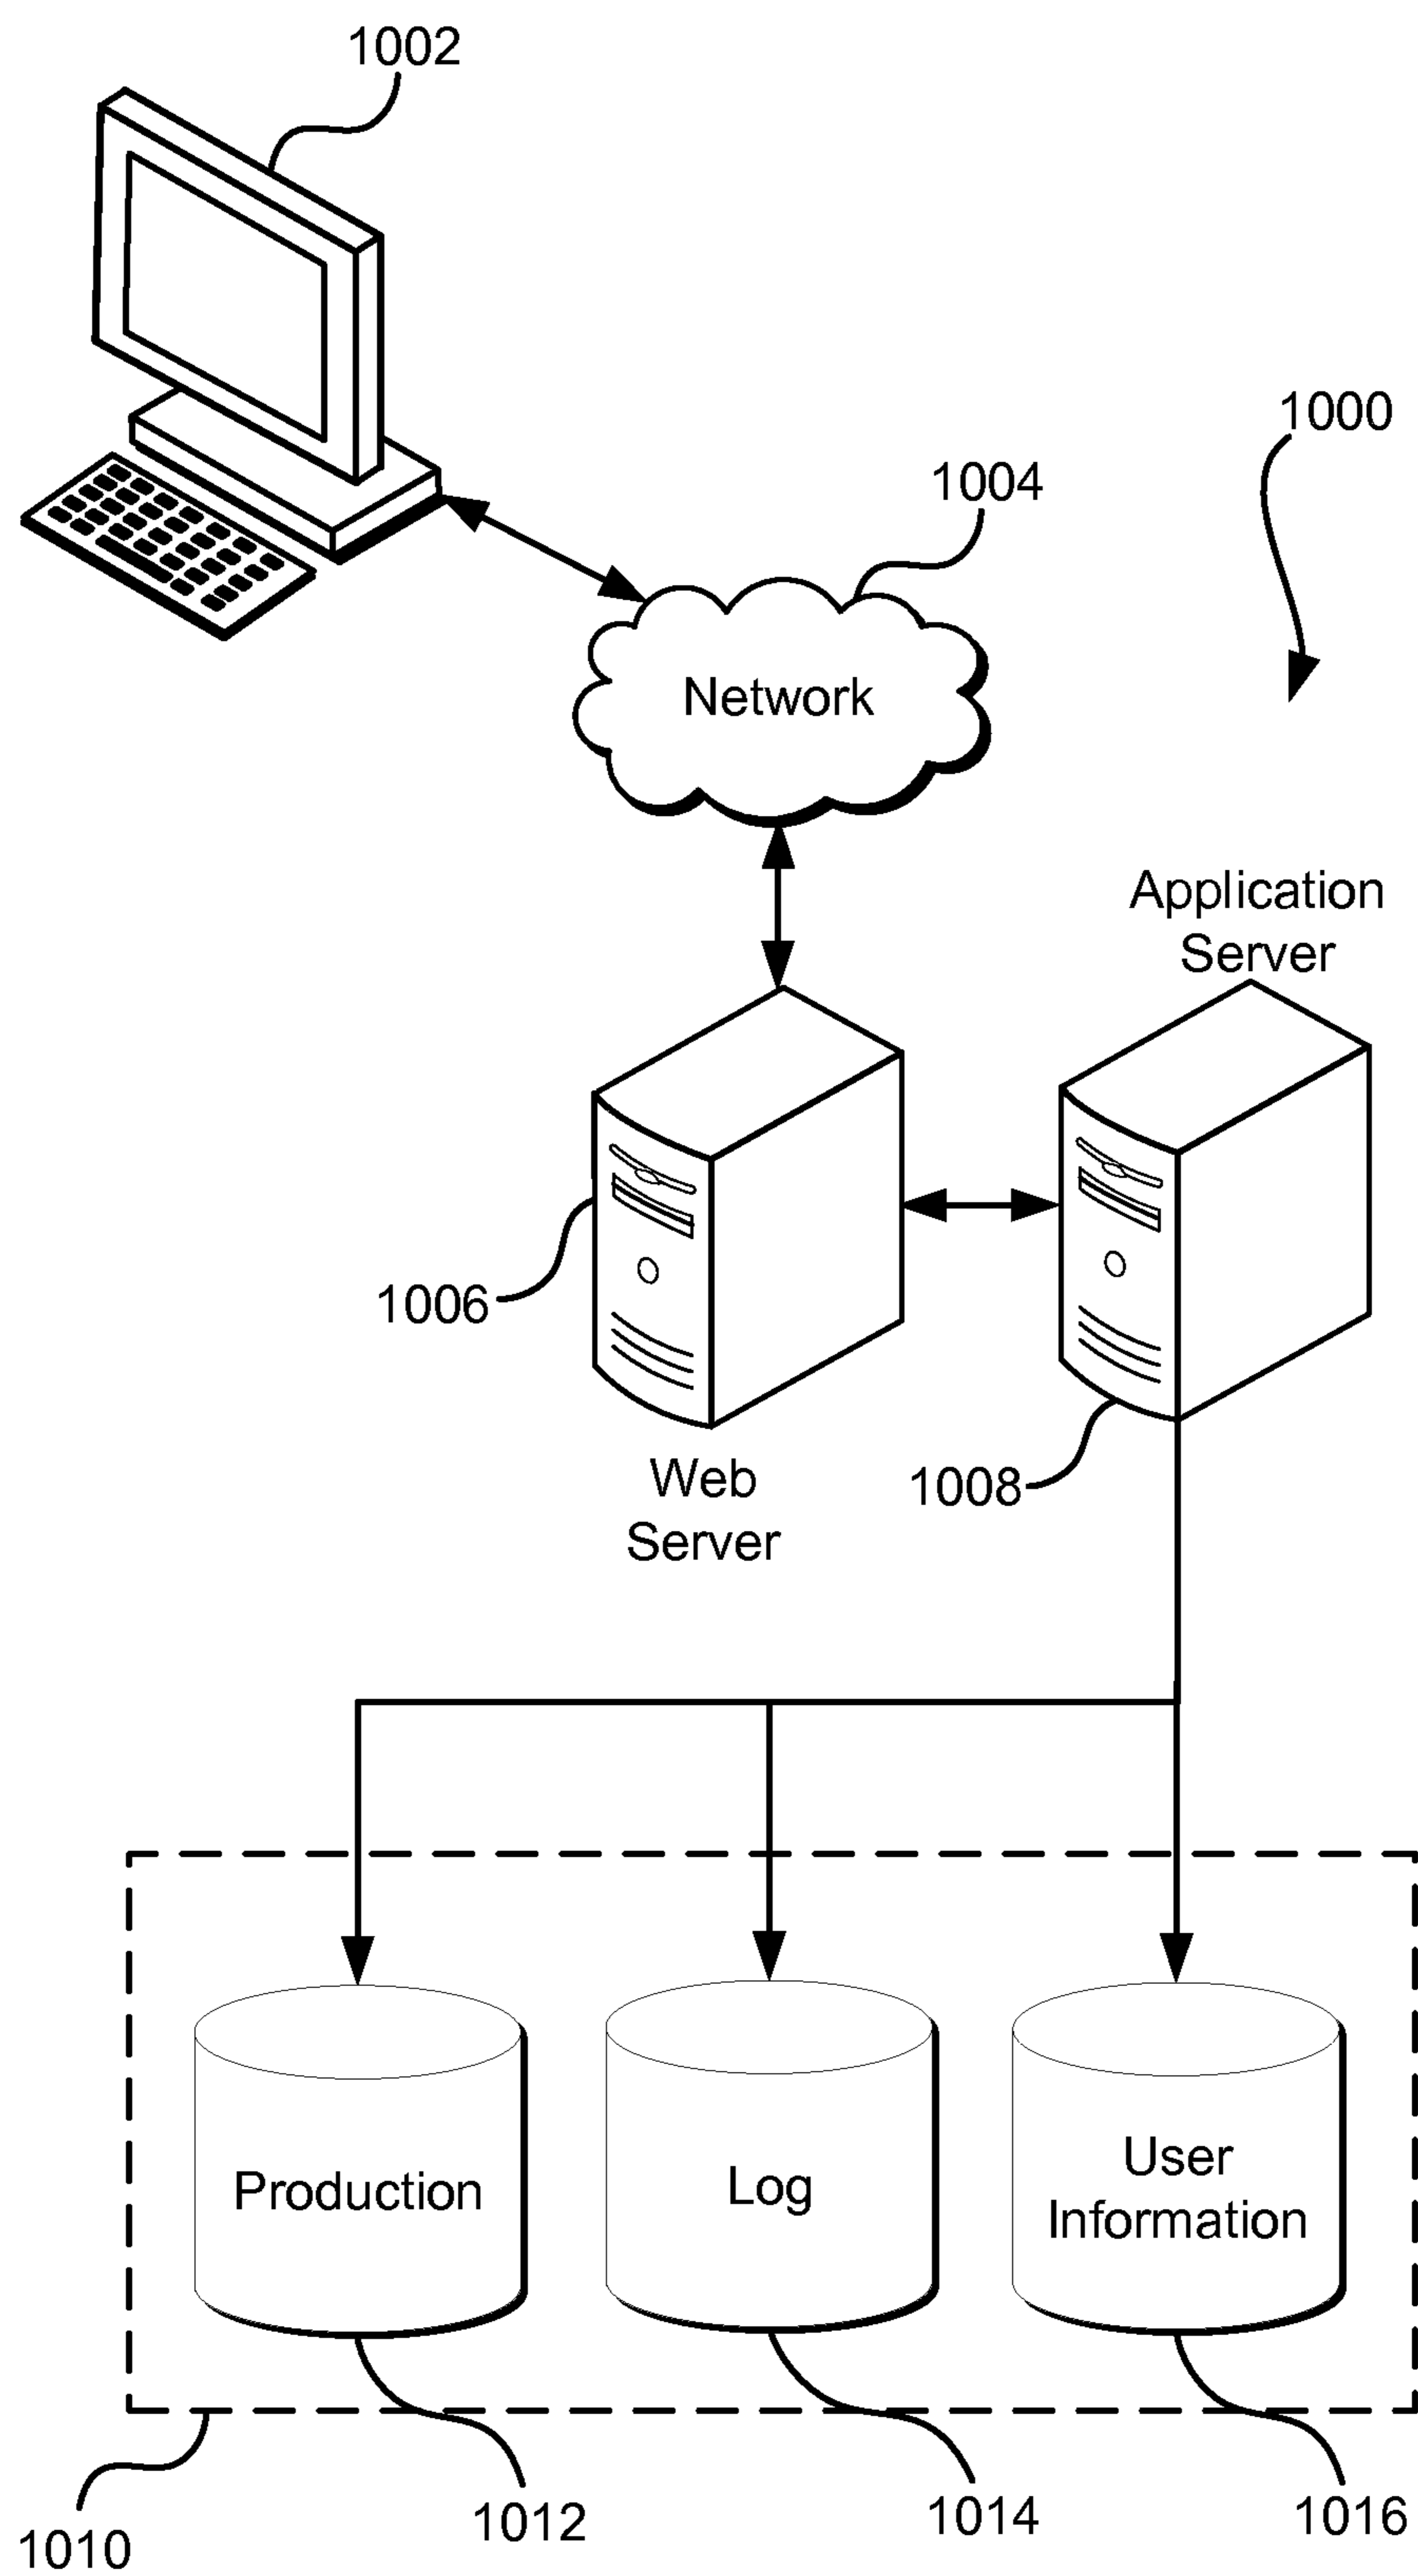 1002
1000
1004
Network
Application
Server
1006
Web
Server
1008
Production
Log
User
Information
1010
1012
1014
1016